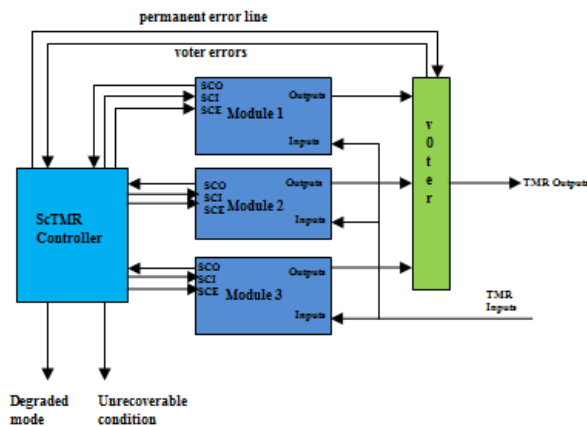 permanent error line
voter errors
SCO
SCI
SCE
Outputs
Module 1
Inputs
SCO
SCI
SCE
Outputs
Module 2
Inputs
SCO
SCI
SCE
Outputs
Module 3
Inputs
ScTMR
Controller
v
0
t
e
r
TMR Outputs
TMR
Inputs
Degraded
mode
Unrecoverable
condition